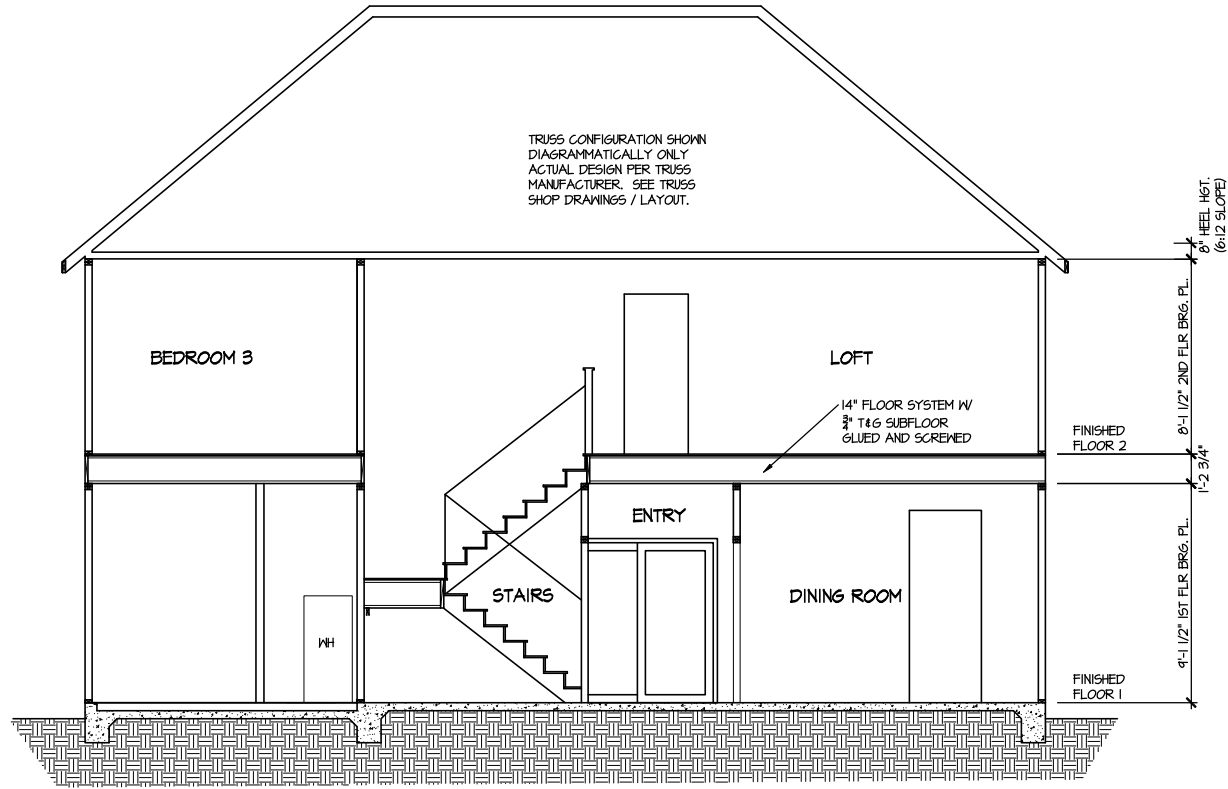 TRUSS CONFIGURATION SHOWN
DIAGRAMMATICALLY ONLY
ACTUAL DESIGN PER TRUSS
MANUFACTURER. SEE TRUSS
SHOP DRAWINGS / LAYOUT.
8" HEEL HGT.
(6:12 SLOPE)
BEDROOM 3
LOFT
8'-1 1/2" 2ND FLR BRG. PL.
14" FLOOR SYSTEM W/
3/4" T&G SUBFLOOR
GLUED AND SCREWED
FINISHED
FLOOR 2
1'-2 3/4"
ENTRY
STAIRS
DINING ROOM
WH
9'-1 1/2" 1ST FLR BRG. PL.
FINISHED
FLOOR 1